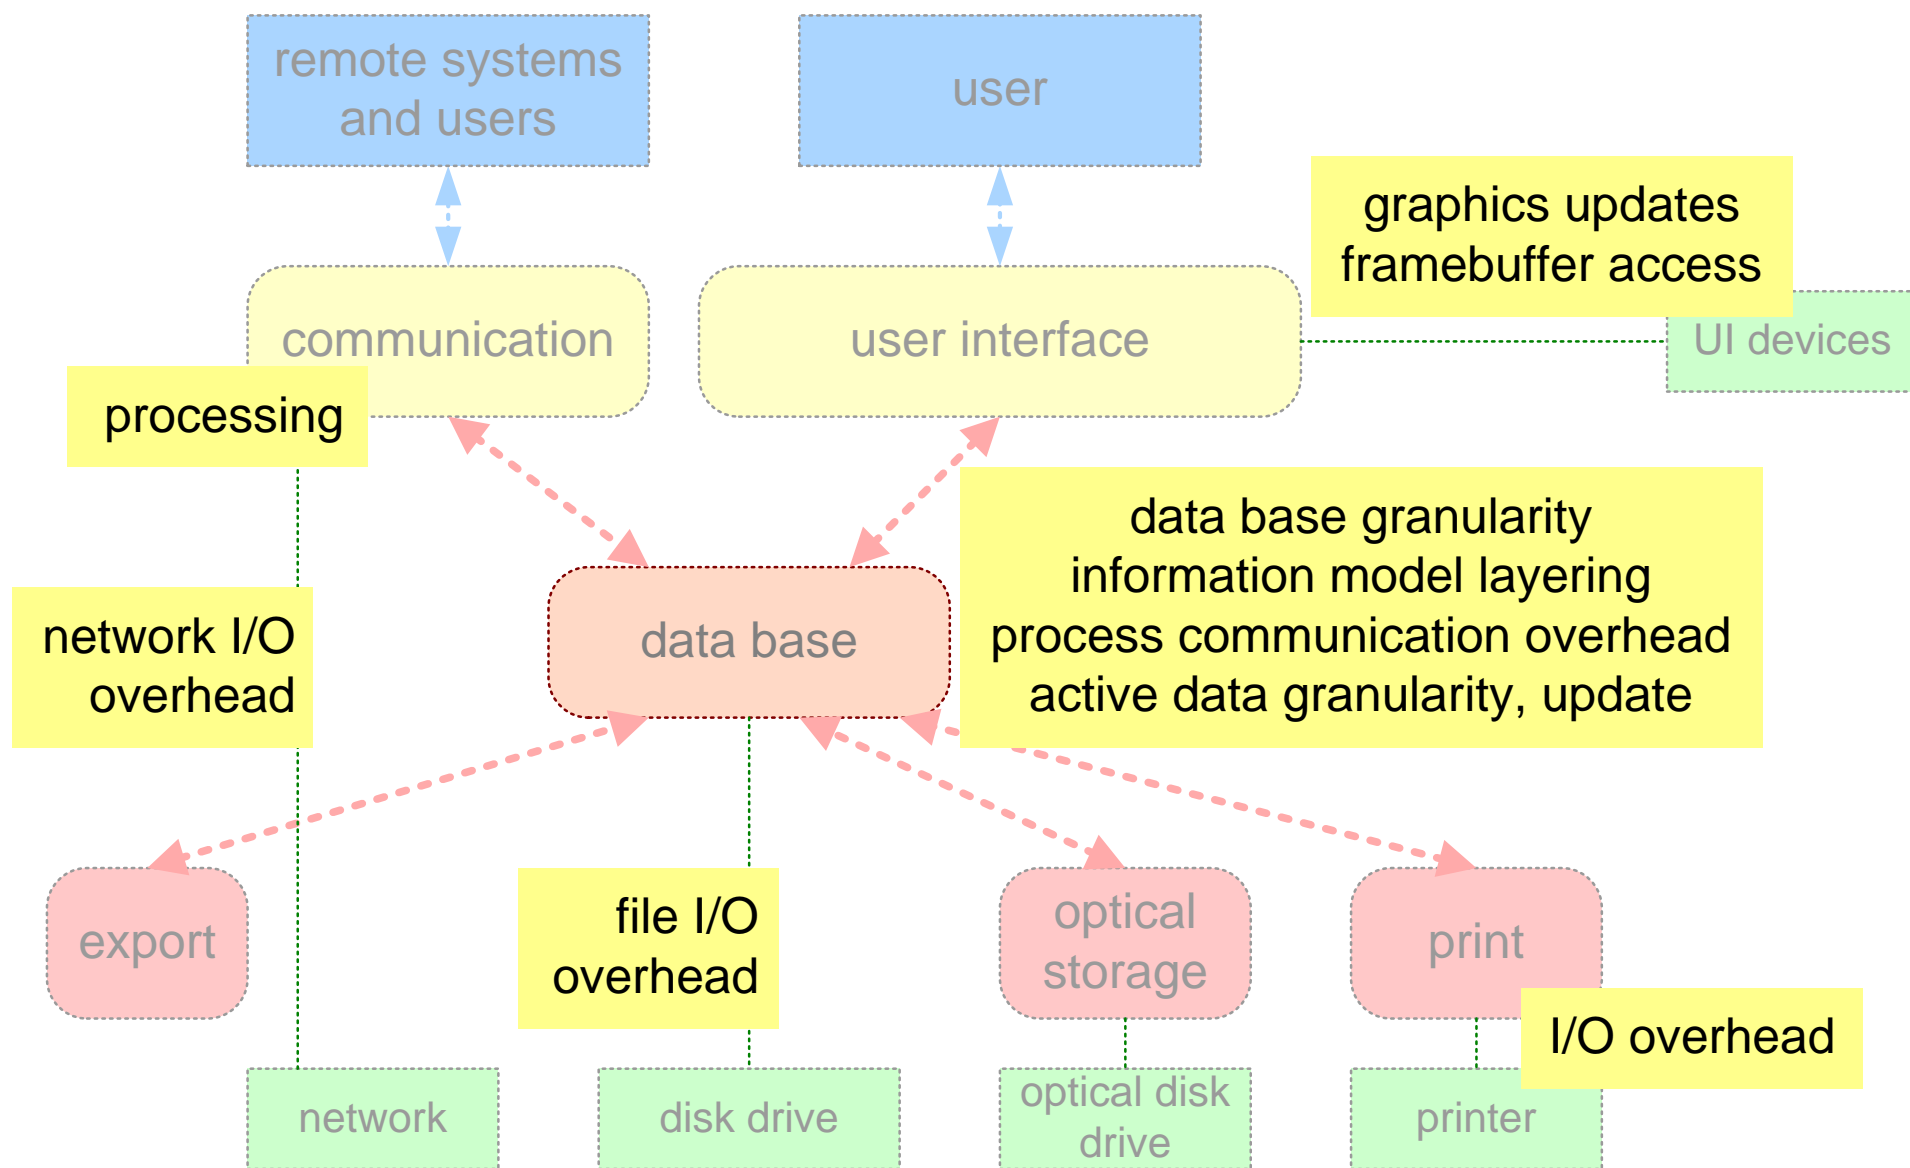 remote systems
and users
user
graphics updates
framebuffer access
communication
user interface
UI devices
processing
data base granularity
information model layering
process communication overhead
active data granularity, update
network I/O
overhead
data base
export
file I/O
overhead
optical
storage
print
I/O overhead
network
disk drive
optical disk
drive
printer